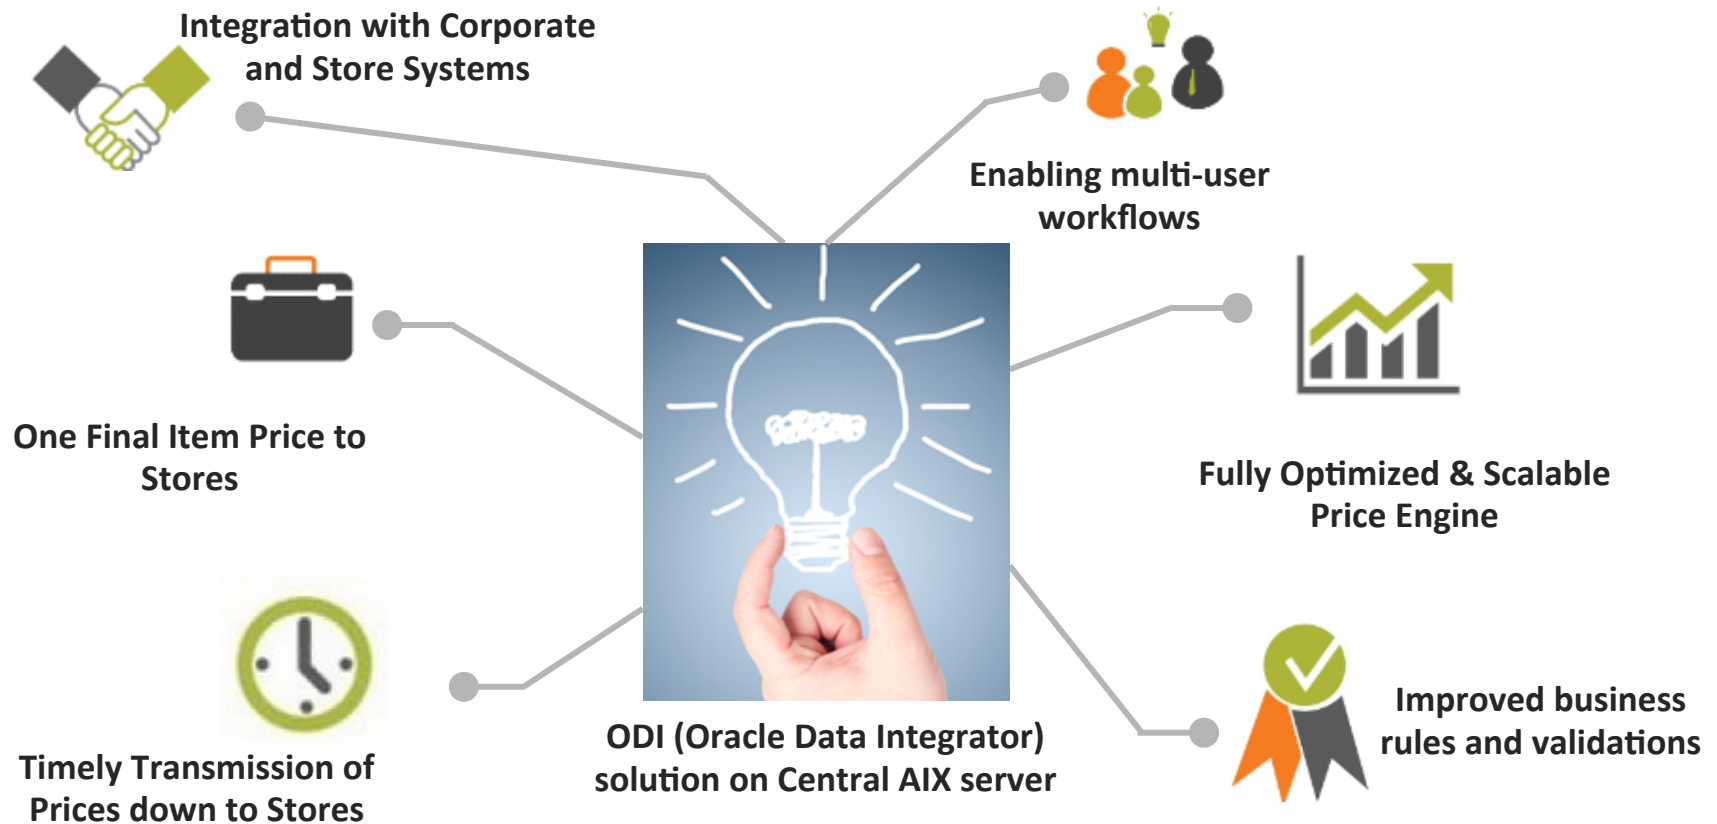 Integration with Corporate
and Store Systems
Enabling multi-user
workflows
One Final Item Price to
Stores
Fully Optimized & Scalable
Price Engine
Timely Transmission of
Prices down to Stores
ODI (Oracle Data Integrator)
solution on Central AIX server
Improved business
rules and validations